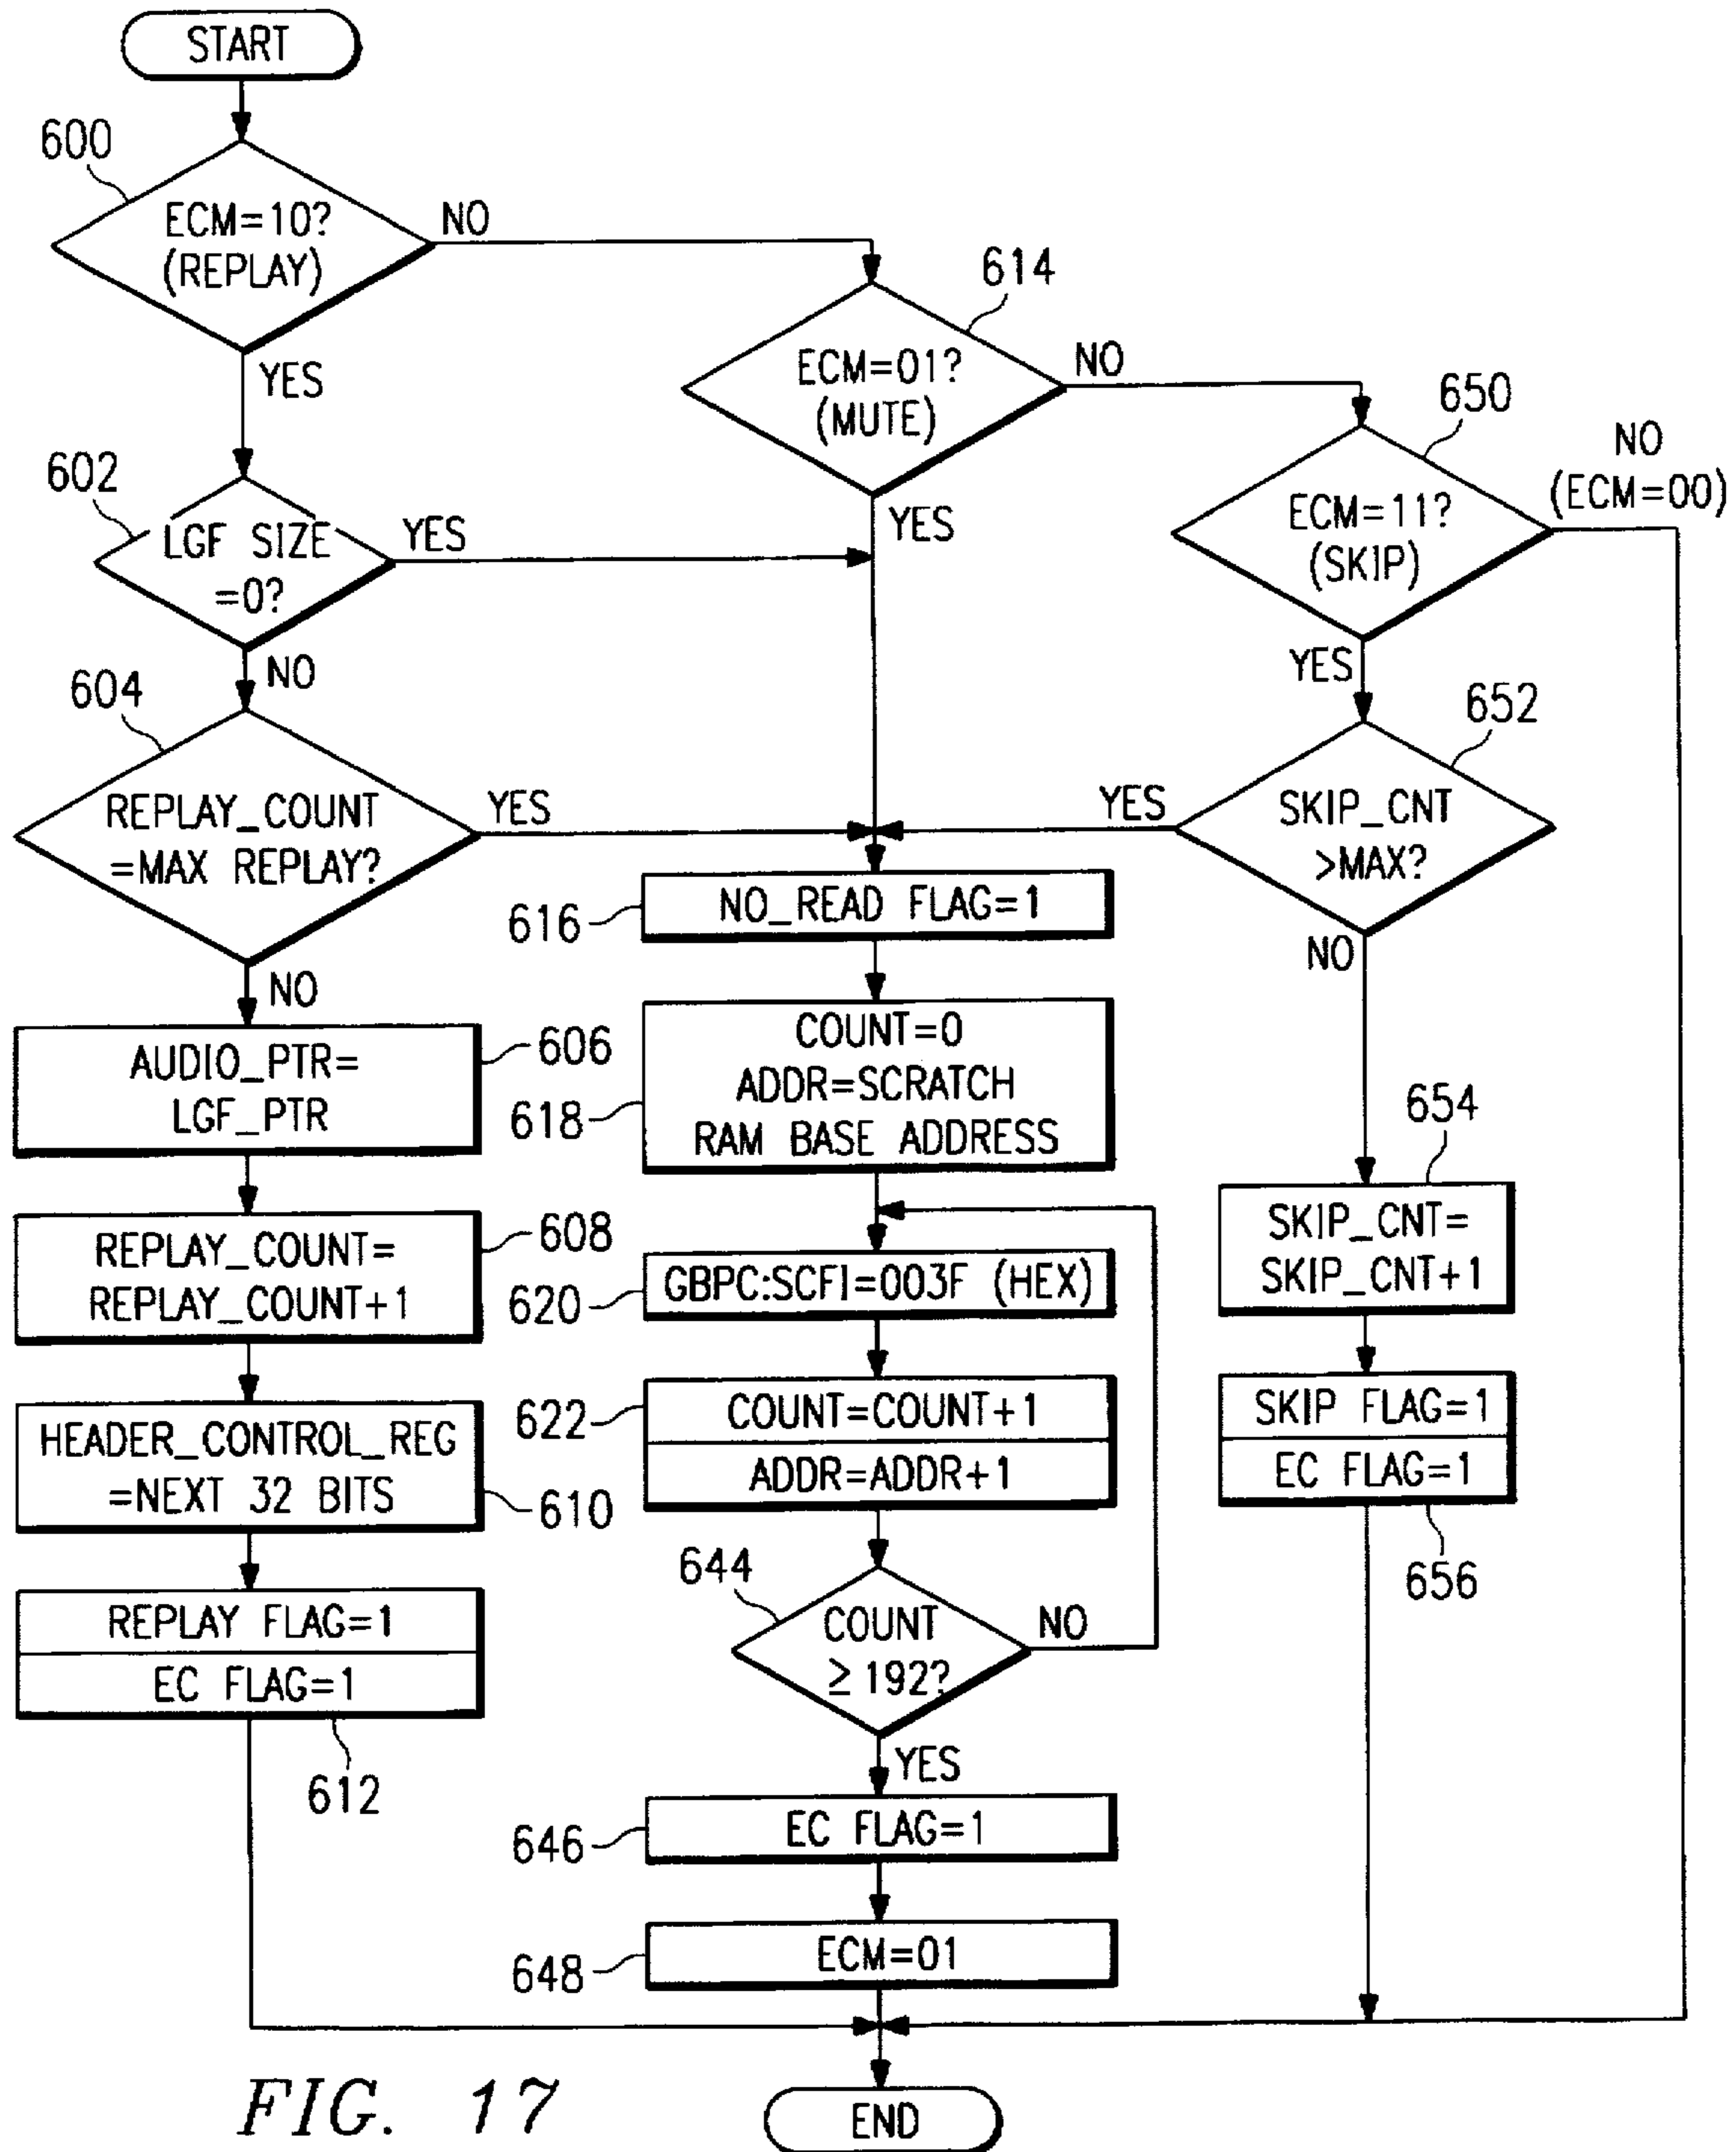 START
600
ECM=10?
(REPLAY)
NO
YES
614
ECM=01?
(MUTE)
NO
YES
650
ECM=11?
(SKIP)
NO
(ECM=00)
YES
602
LGF SIZE
=0?
YES
NO
604
REPLAY_COUNT
=MAX REPLAY?
YES
NO
652
SKIP_CNT
>MAX?
YES
NO
606
AUDIO_PTR=
LGF_PTR
608
REPLAY_COUNT=
REPLAY_COUNT+1
610
HEADER_CONTROL_REG
=NEXT 32 BITS
REPLAY FLAG=1
EC FLAG=1
612
616
NO_READ FLAG=1
618
COUNT=0
ADDR=SCRATCH
RAM BASE ADDRESS
620
GBPC:SCFI=003F (HEX)
622
COUNT=COUNT+1
ADDR=ADDR+1
644
COUNT
≥ 192?
NO
YES
646
EC FLAG=1
648
ECM=01
654
SKIP_CNT=
SKIP_CNT+1
SKIP FLAG=1
EC FLAG=1
656
END
FIG. 17